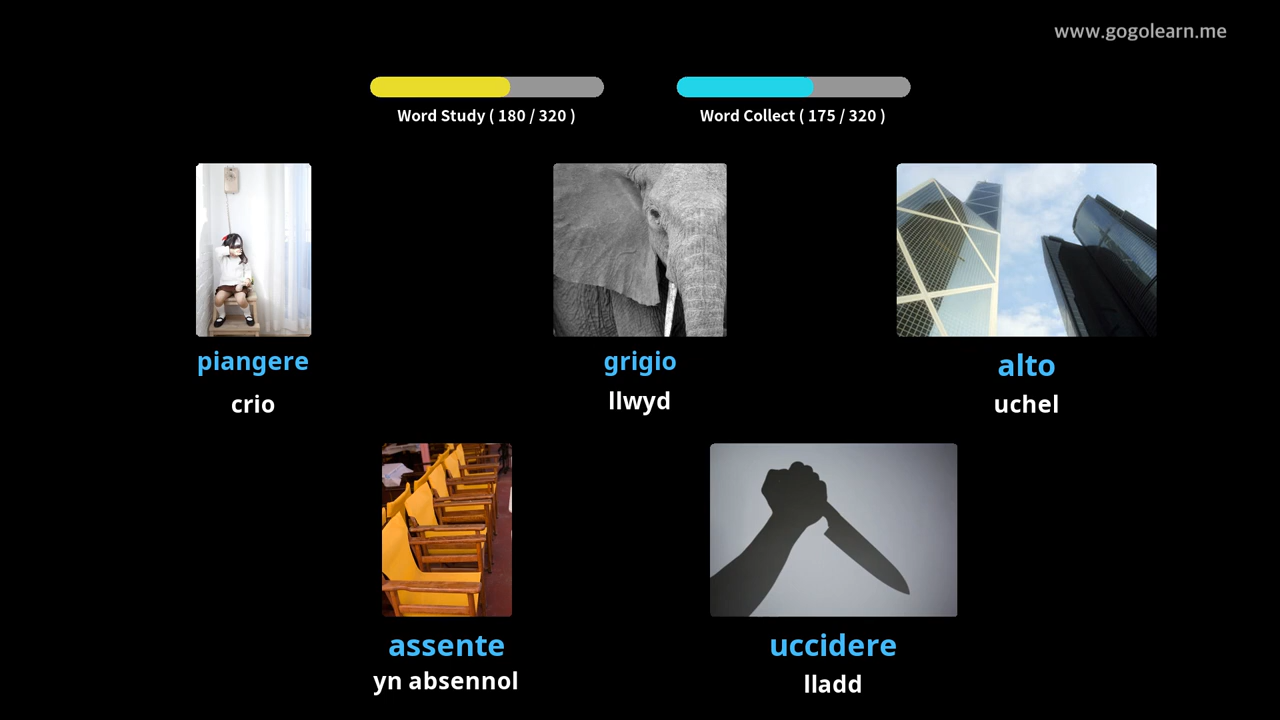 www.gogolearn.me
Word Study ( 180 / 320 )
Word Collect ( 175 / 320 )
piangere
crio
grigio
llwyd
alto
uchel
assente
yn absennol
uccidere
lladd